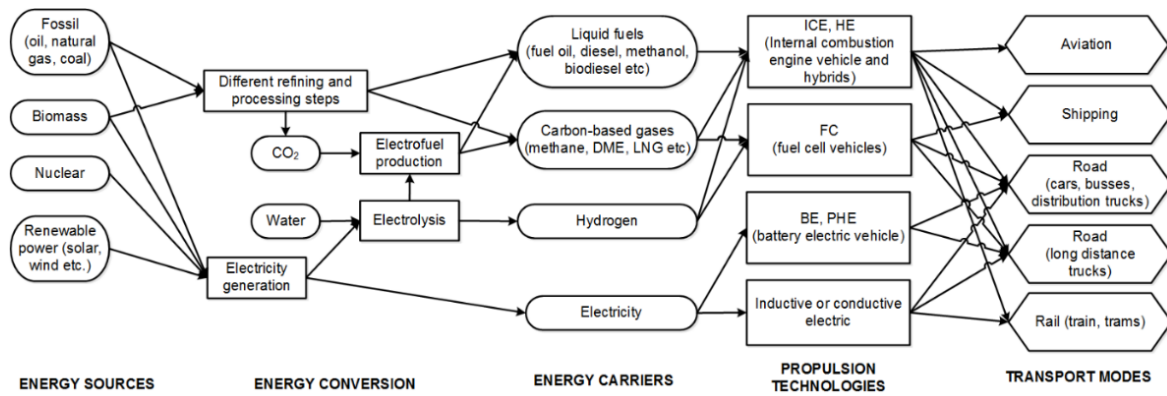 Fossil
(oil, natural
gas, coal)
Biomass
Nuclear
Renewable
power (solar,
wind etc.)
ENERGY SOURCES
Different refining and
processing steps
CO₂
Electrofuel
production
Water
Electrolysis
Electricity
generation
ENERGY CONVERSION
Liquid fuels
(fuel oil, diesel, methanol,
biodiesel etc)
Carbon-based gases
(methane, DME, LNG etc)
Hydrogen
Electricity
ENERGY CARRIERS
ICE, HE
(Internal combustion
engine vehicle and
hybrids)
FC
(fuel cell vehicles)
BE, PHE
(battery electric vehicle)
Inductive or conductive
electric
PROPULSION
TECHNOLOGIES
Aviation
Shipping
Road
(cars, busses,
distribution trucks)
Road
(long distance
trucks)
Rail (train, trams)
TRANSPORT MODES